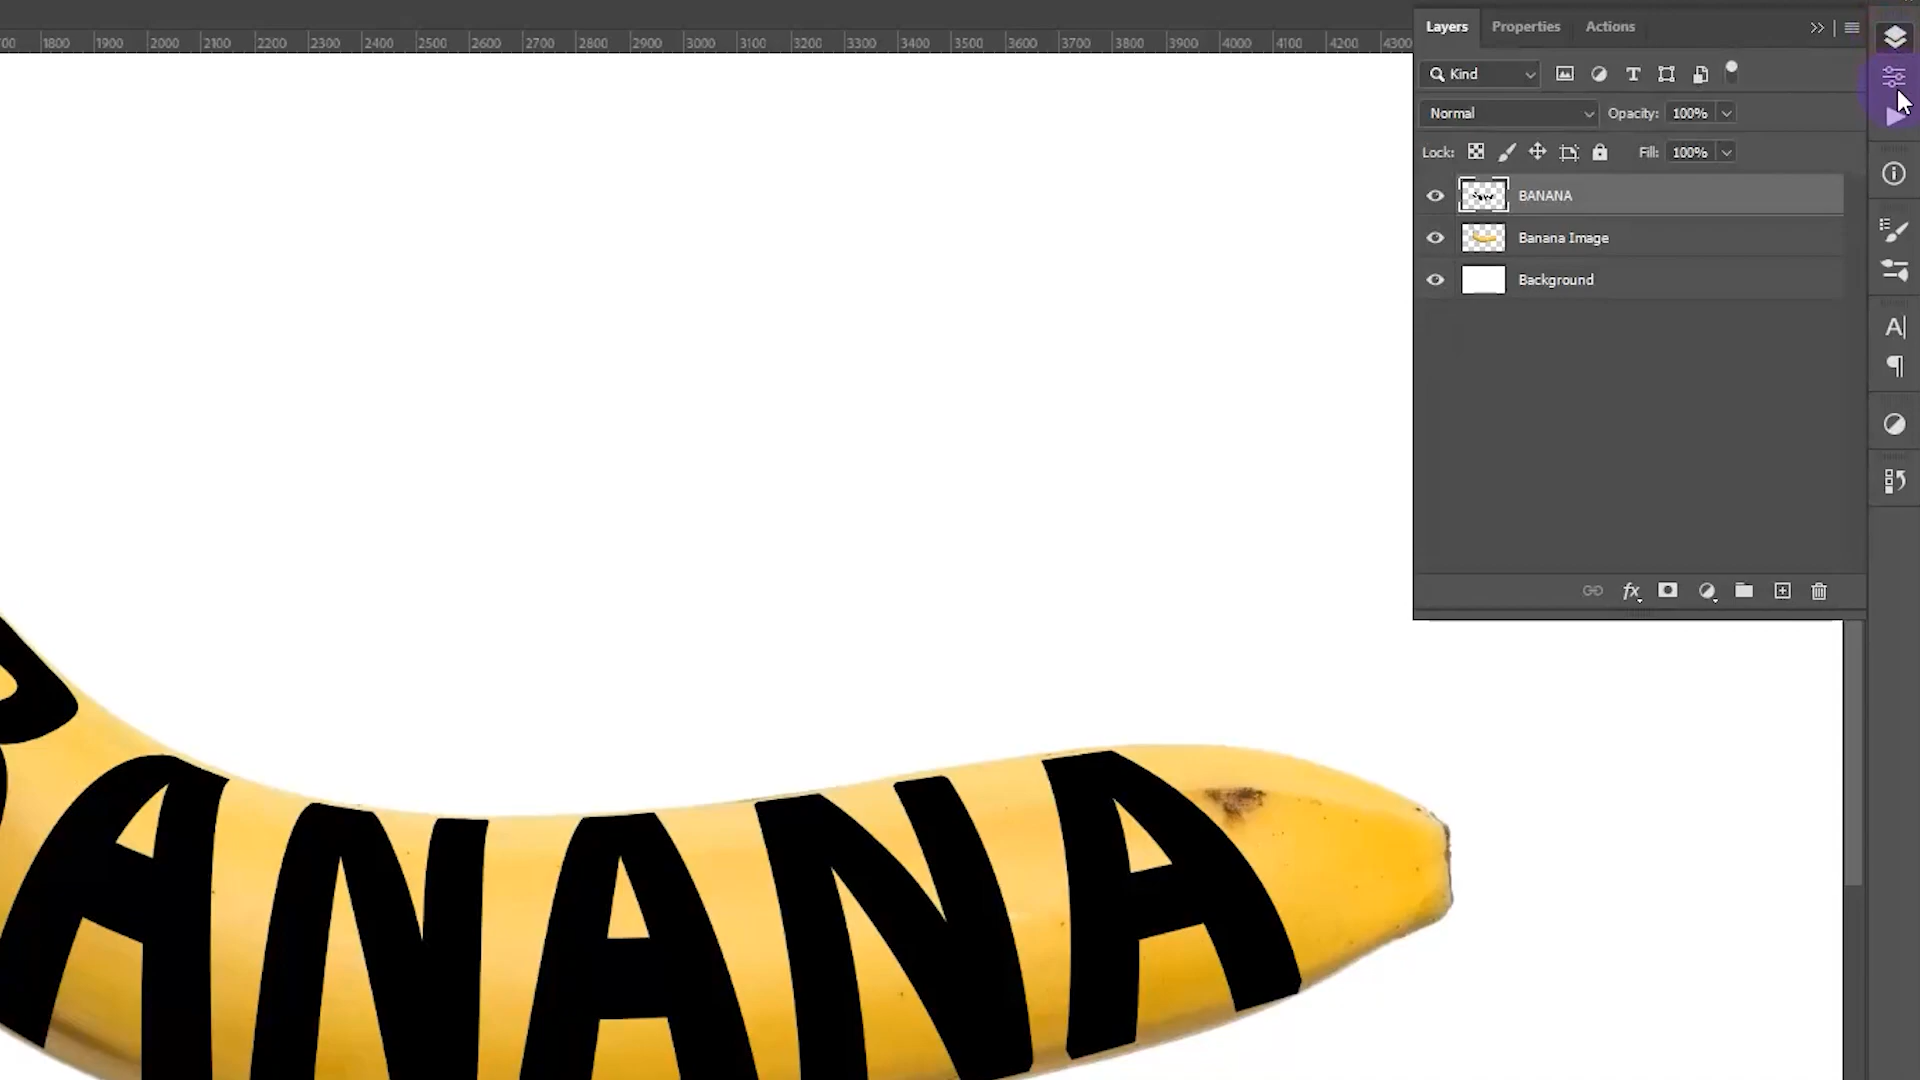 Layers Properties Actions
00 1800 1900 2000 2100 2200 2300 2400 2500 2600 2700 2800 2900 3000 3100 3200 3300 3400 3500 3600 3700 3800 3900 4000 4100 4200 4300
Kind
Normal Opacity: 100%
Lock: Fill: 100%
BANANA
Banana Image
Background
BANANA